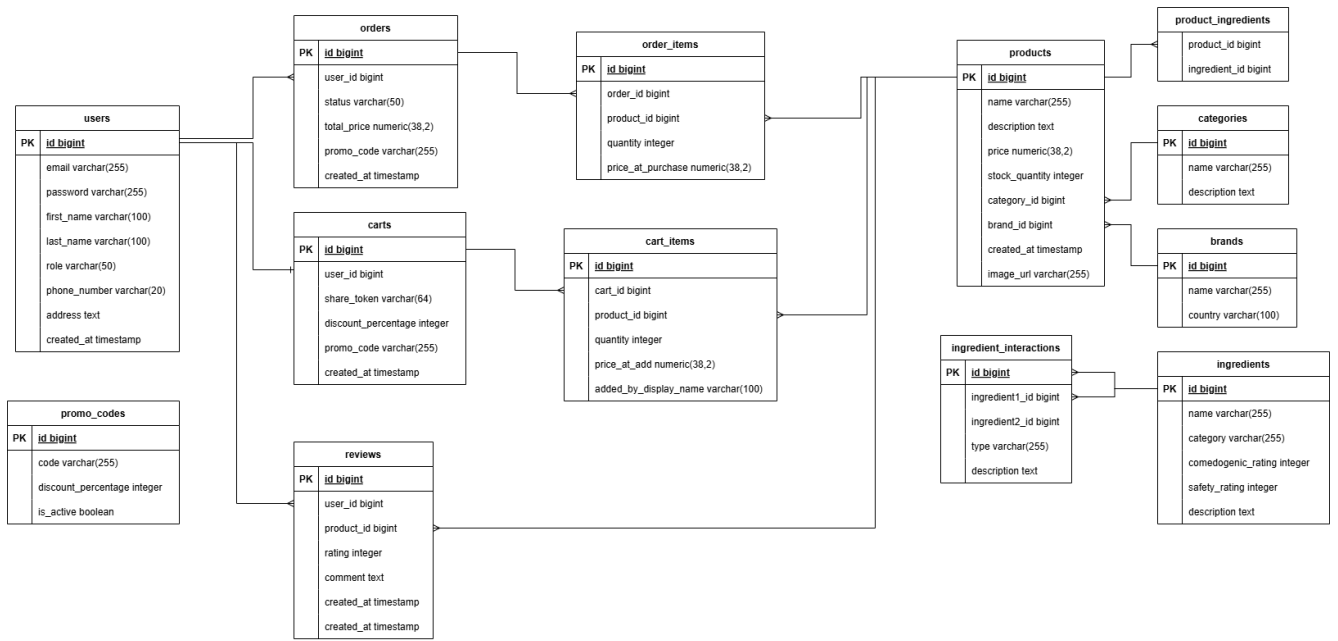 orders
PK id bigint
user_id bigint
status varchar(50)
total_price numeric(38,2)
promo_code varchar(255)
created_at timestamp
order_items
PK id bigint
order_id bigint
product_id bigint
quantity integer
price_at_purchase numeric(38,2)
products
PK id bigint
name varchar(255)
description text
price numeric(38,2)
stock_quantity integer
category_id bigint
brand_id bigint
created_at timestamp
image_url varchar(255)
product_ingredients
product_id bigint
ingredient_id bigint
users
PK id bigint
email varchar(255)
password varchar(255)
first_name varchar(100)
last_name varchar(100)
role varchar(50)
phone_number varchar(20)
address text
created_at timestamp
carts
PK id bigint
user_id bigint
share_token varchar(64)
discount_percentage integer
promo_code varchar(255)
created_at timestamp
cart_items
PK id bigint
cart_id bigint
product_id bigint
quantity integer
price_at_add numeric(38,2)
added_by_display_name varchar(100)
categories
PK id bigint
name varchar(255)
description text
brands
PK id bigint
name varchar(255)
country varchar(100)
ingredient_interactions
PK id bigint
ingredient1_id bigint
ingredient2_id bigint
type varchar(255)
description text
ingredients
PK id bigint
name varchar(255)
category varchar(255)
comedogenic_rating integer
safety_rating integer
description text
promo_codes
PK id bigint
code varchar(255)
discount_percentage integer
is_active boolean
reviews
PK id bigint
user_id bigint
product_id bigint
rating integer
comment text
created_at timestamp
created_at timestamp